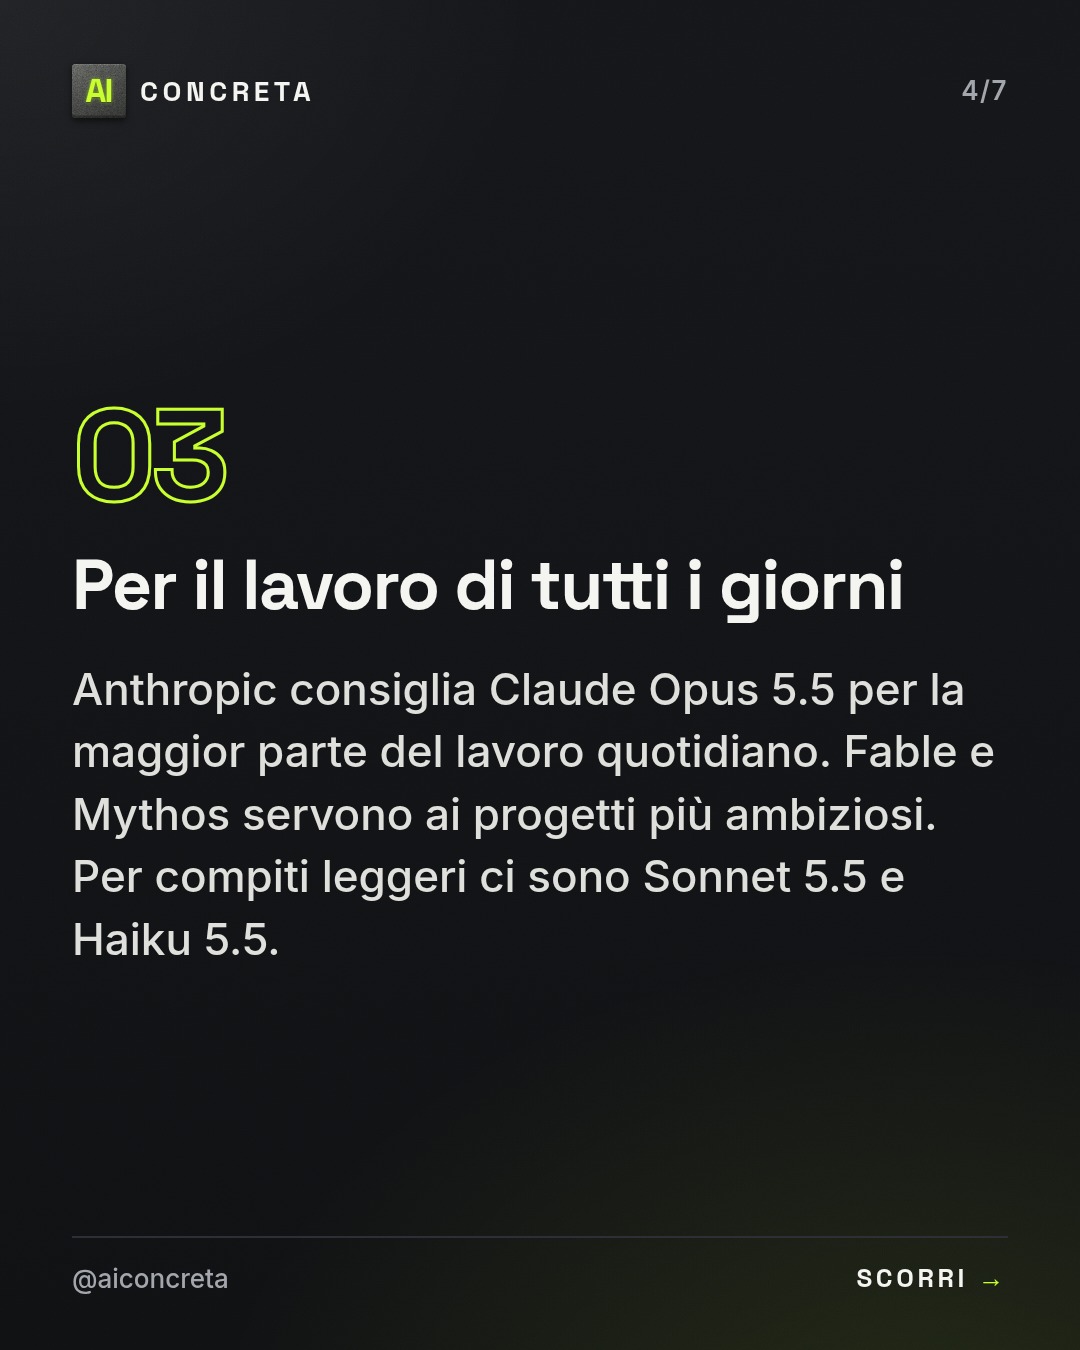 AI CONCRETA
4/7
03
Per il lavoro di tutti i giorni
Anthropic consiglia Claude Opus 5.5 per la
maggior parte del lavoro quotidiano. Fable e
Mythos servono ai progetti più ambiziosi.
Per compiti leggeri ci sono Sonnet 5.5 e
Haiku 5.5.
@aiconcreta
SCORRI →